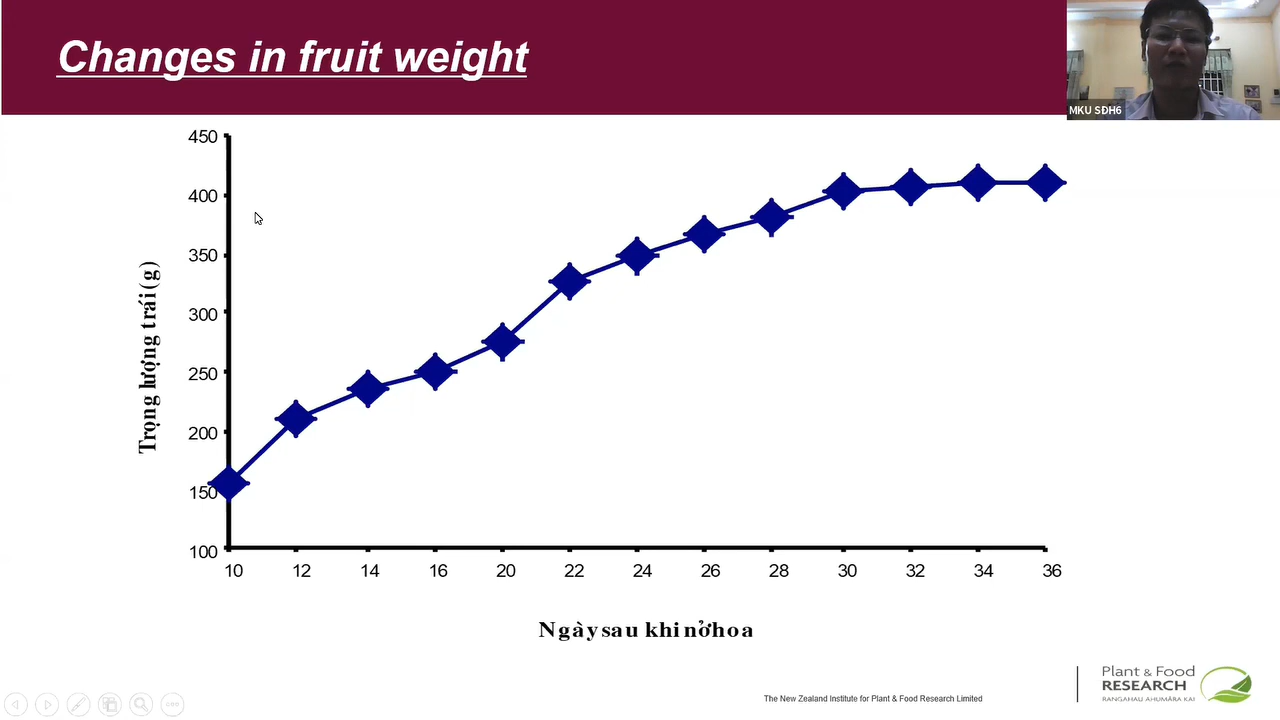 Changes in fruit weight
MKU SĐH6
450
400
350
300
250
200
150
100
Trọng lượng trái (g)
10 12 14 16 20 22 24 26 28 30 32 34 36
Ngày sau khi nở hoa
The New Zealand Institute for Plant & Food Research Limited
Plant & Food
RESEARCH
RANGAHAU AHUMĀRA KAI